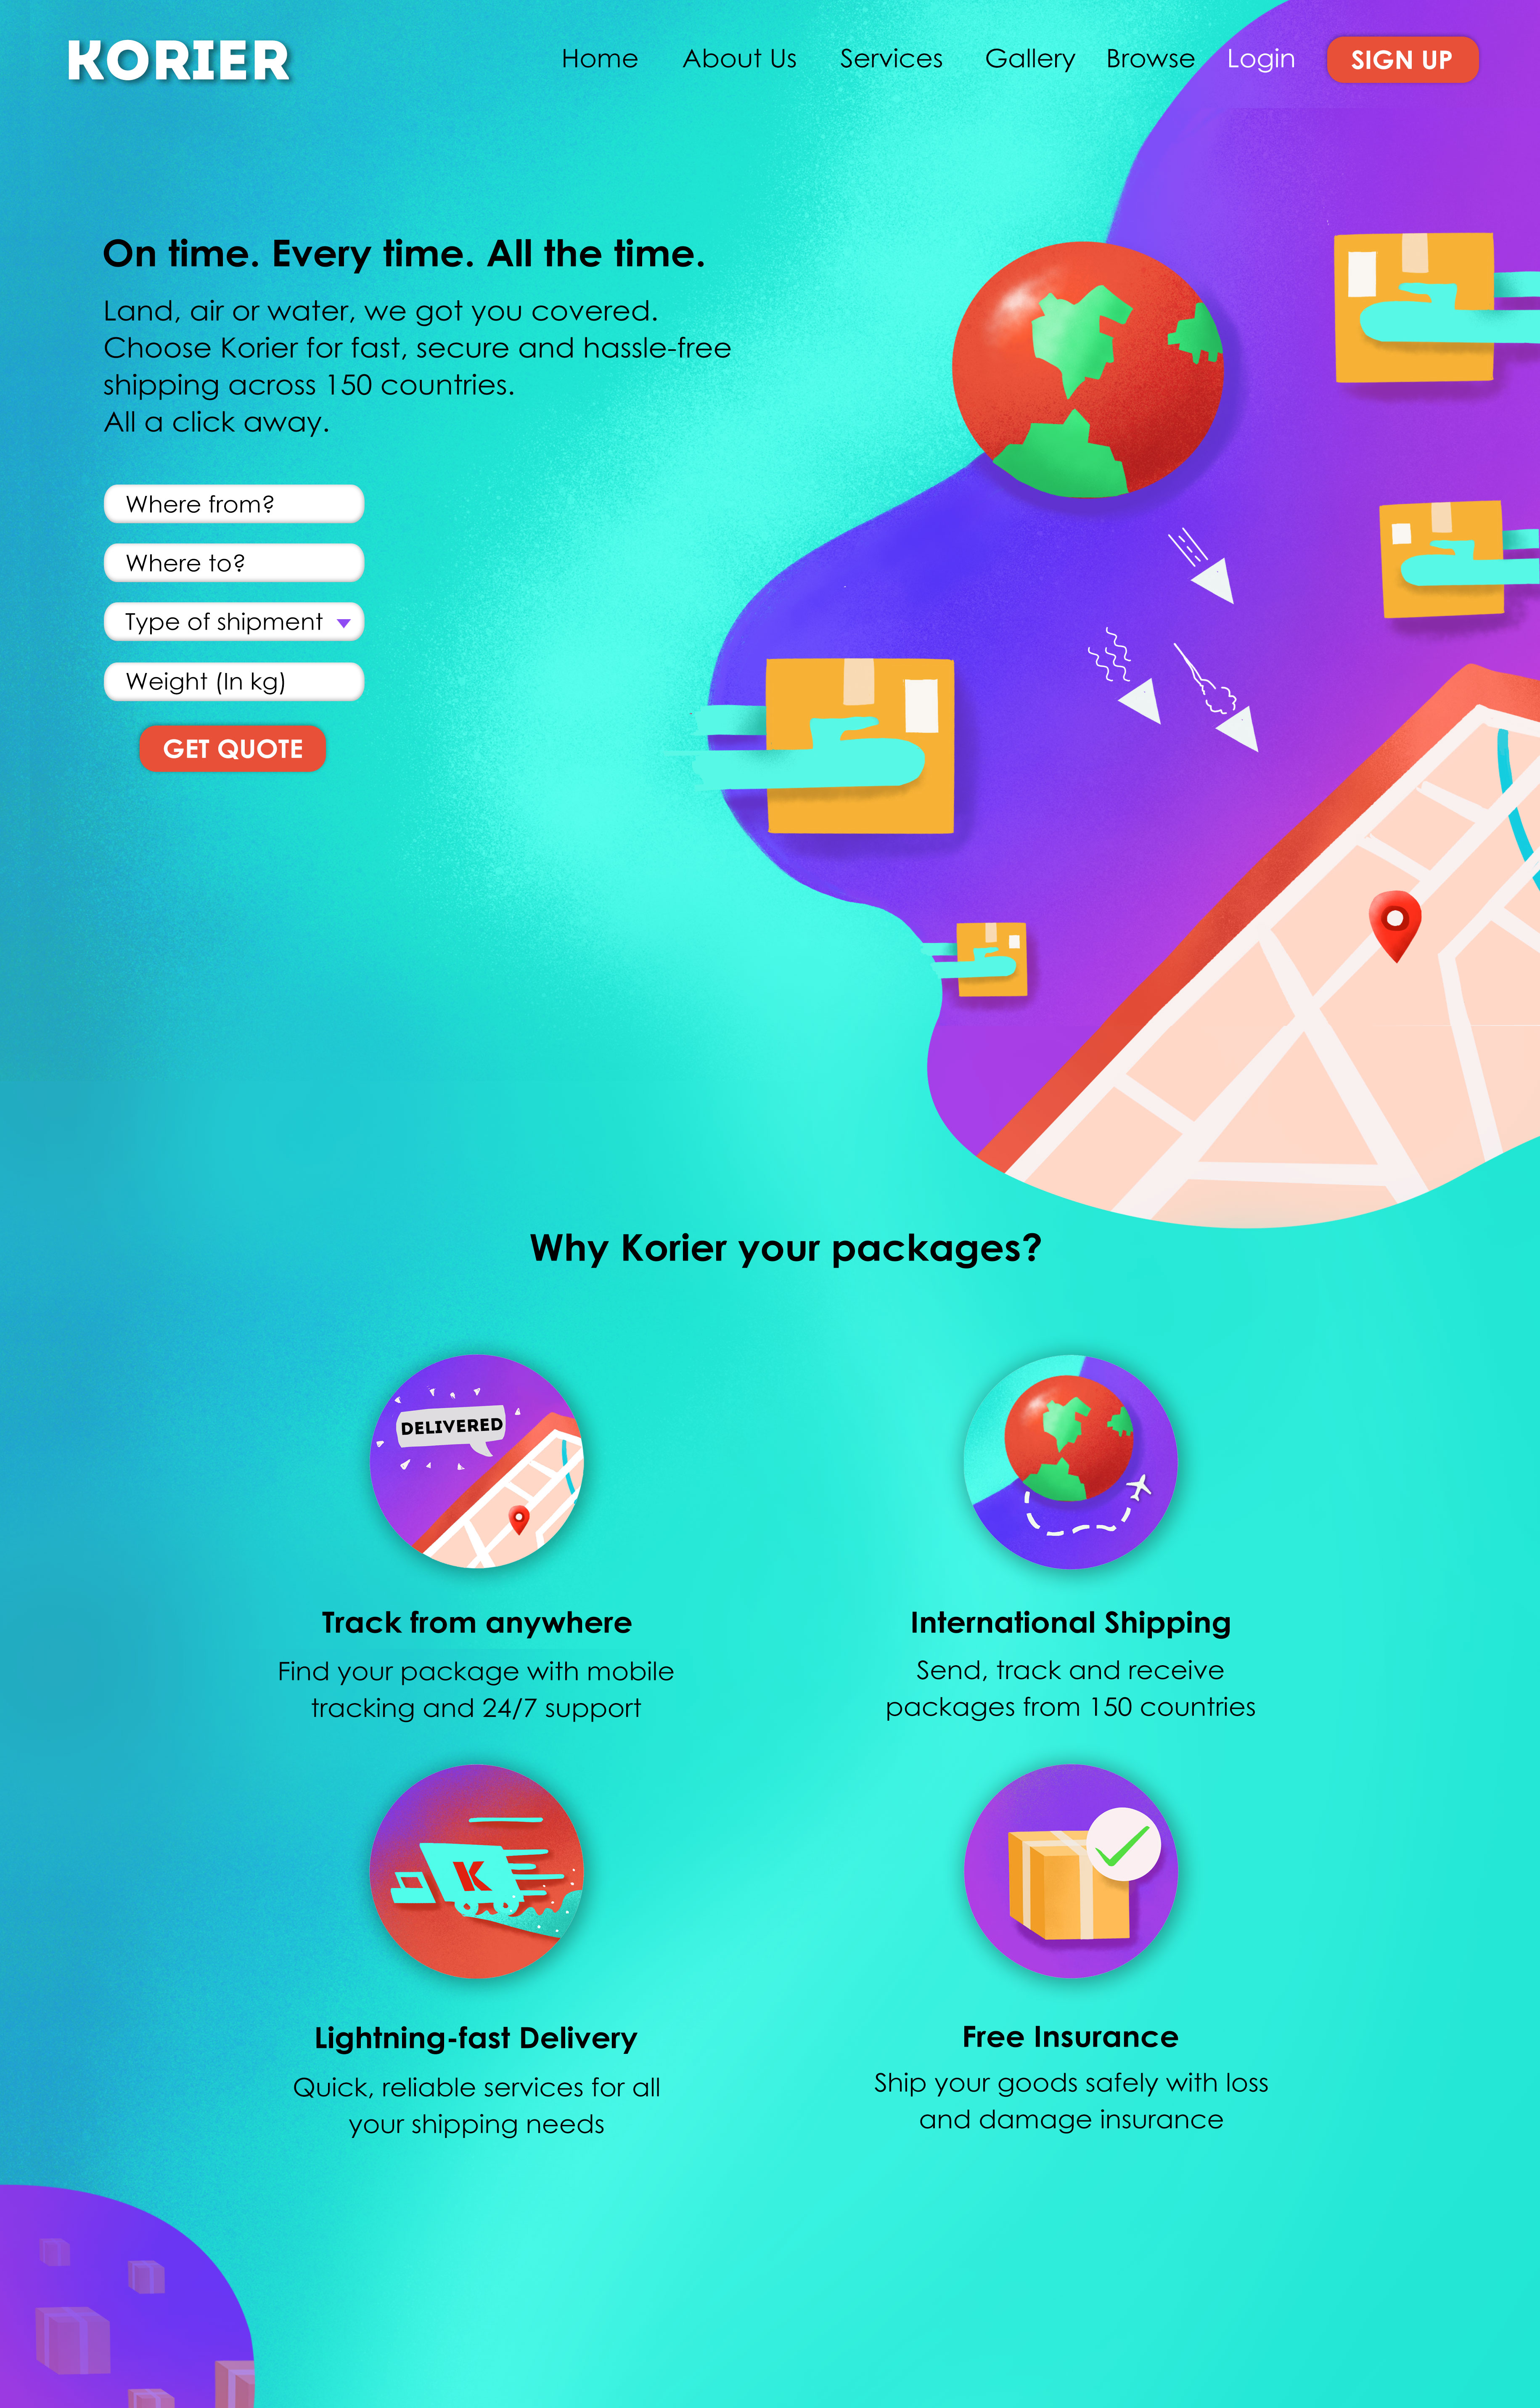 KORIER
Home About Us Services Gallery Browse Login SIGN UP
On time. Every time. All the time.
Land, air or water, we got you covered.
Choose Korier for fast, secure and hassle-free
shipping across 150 countries.
All a click away.
Where from?
Where to?
Type of shipment
Weight (In kg)
GET QUOTE
Why Korier your packages?
DELIVERED
Track from anywhere
Find your package with mobile
tracking and 24/7 support
International Shipping
Send, track and receive
packages from 150 countries
K
Lightning-fast Delivery
Quick, reliable services for all
your shipping needs
Free Insurance
Ship your goods safely with loss
and damage insurance